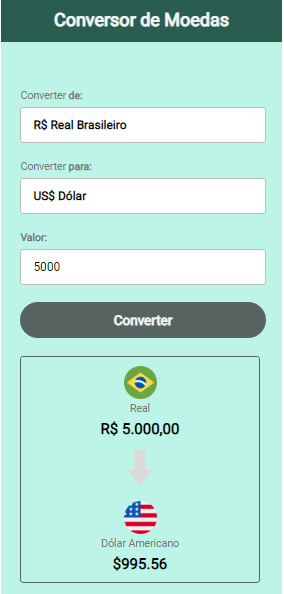 Conversor de Moedas
Converter de:
R$ Real Brasileiro
Converter para:
US$ Dólar
Valor:
5000
Converter
Real
R$ 5.000,00
Dólar Americano
$995.56